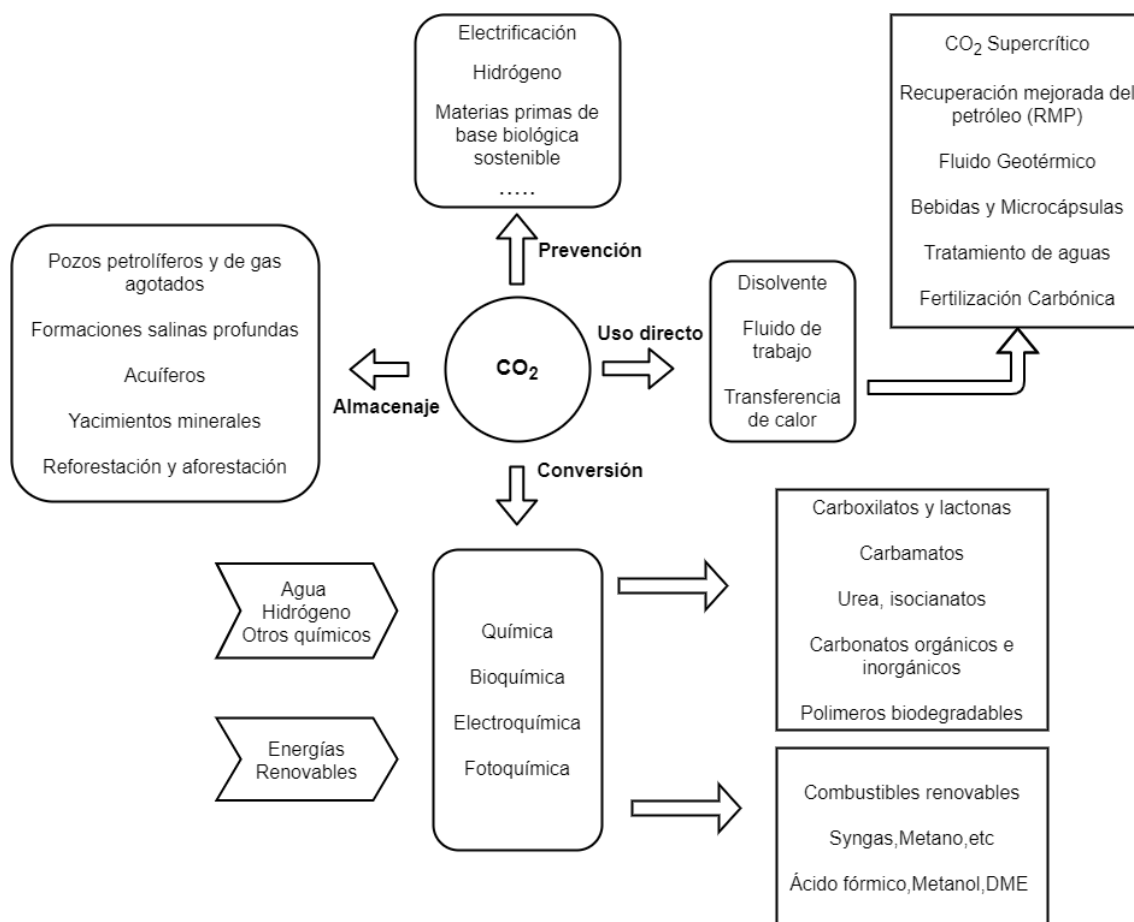 Electrificación
Hidrógeno
Materias primas de
base biológica
sostenible
.....
CO₂ Supercrítico
Recuperación mejorada del
petróleo (RMP)
Fluido Geotérmico
Bebidas y Microcápsulas
Tratamiento de aguas
Fertilización Carbónica
Prevención
Pozos petrolíferos y de gas
agotados
Formaciones salinas profundas
Acuíferos
Yacimientos minerales
Reforestación y aforestación
Almacenaje
CO₂
Uso directo
Disolvente
Fluido de
trabajo
Transferencia
de calor
Conversión
Agua
Hidrógeno
Otros químicos
Energías
Renovables
Química
Bioquímica
Electroquímica
Fotoquímica
Carboxilatos y lactonas
Carbamatos
Urea, isocianatos
Carbonatos orgánicos e
inorgánicos
Polimeros biodegradables
Combustibles renovables
Syngas,Metano,etc
Ácido fórmico,Metanol,DME